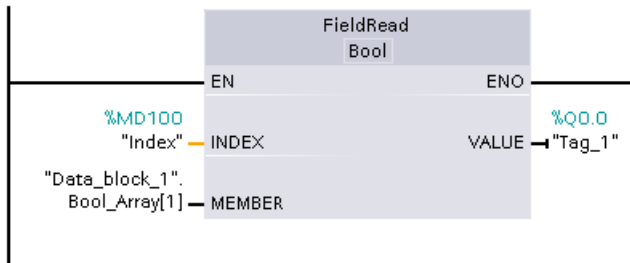 FieldRead
Bool
EN ENO
%MD100 %Q0.0
"Index" INDEX VALUE "Tag_1"
"Data_block_1".
Bool_Array[1] MEMBER